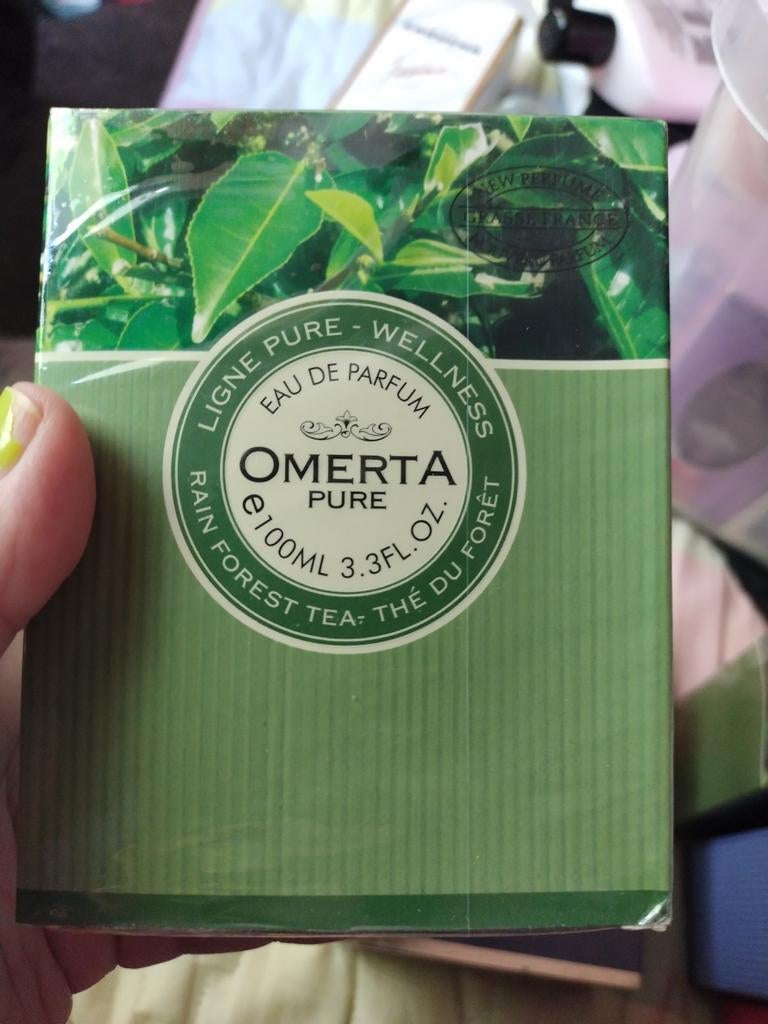 NEW PERFUME
GRASSE FRANCE
LIGNE PURE - WELLNESS
EAU DE PARFUM
OMERTA
PURE
e100ML 3.3FL.OZ.
RAIN FOREST TEA- THÉ DU FORÊT